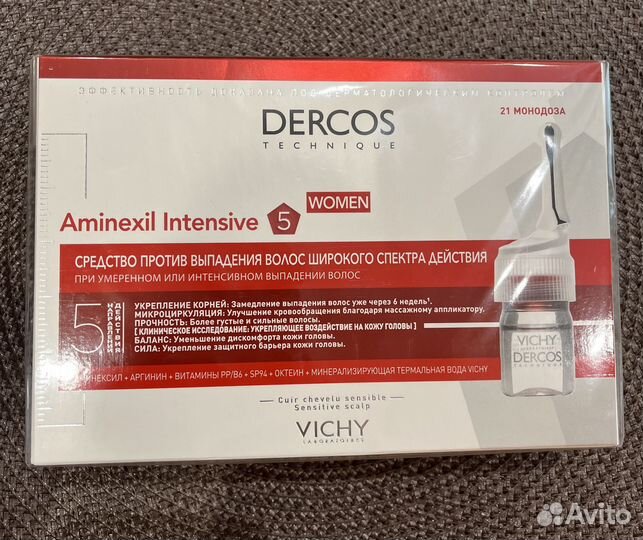 ЭФФЕКТИВНОСТЬ ДОКАЗАНА ПОД ДЕРМАТОЛОГИЧЕСКИМ КОНТРОЛЕМ
21 МОНОДОЗА
DERCOS
TECHNIQUE
WOMEN
Aminexil Intensive 5
СРЕДСТВО ПРОТИВ ВЫПАДЕНИЯ ВОЛОС ШИРОКОГО СПЕКТРА ДЕЙСТВИЯ
ПРИ УМЕРЕННОМ ИЛИ ИНТЕНСИВНОМ ВЫПАДЕНИИ ВОЛОС
5 НАПРАВЛЕНИЙ ДЕЙСТВИЯ
УКРЕПЛЕНИЕ КОРНЕЙ: Замедление выпадения волос уже через 6 недель¹.
МИКРОЦИРКУЛЯЦИЯ: Улучшение кровообращения благодаря массажному аппликатору.
ПРОЧНОСТЬ: Более густые и сильные волосы.
[ КЛИНИЧЕСКОЕ ИССЛЕДОВАНИЕ: УКРЕПЛЯЮЩЕЕ ВОЗДЕЙСТВИЕ НА КОЖУ ГОЛОВЫ ]
БАЛАНС: Уменьшение дискомфорта кожи головы.
СИЛА: Укрепление защитного барьера кожи головы.
+ АРГИНИН + ВИТАМИНЫ PP/B6 + SP94 + ОКТЕИН + МИНЕРАЛИЗИРУЮЩАЯ ТЕРМАЛЬНАЯ ВОДА VICHY
VICHY
LABORATOIRES
DERCOS
TECHNIQUE
Cuir chevelu sensible
Sensitive scalp
VICHY
LABORATOIRES
Avito